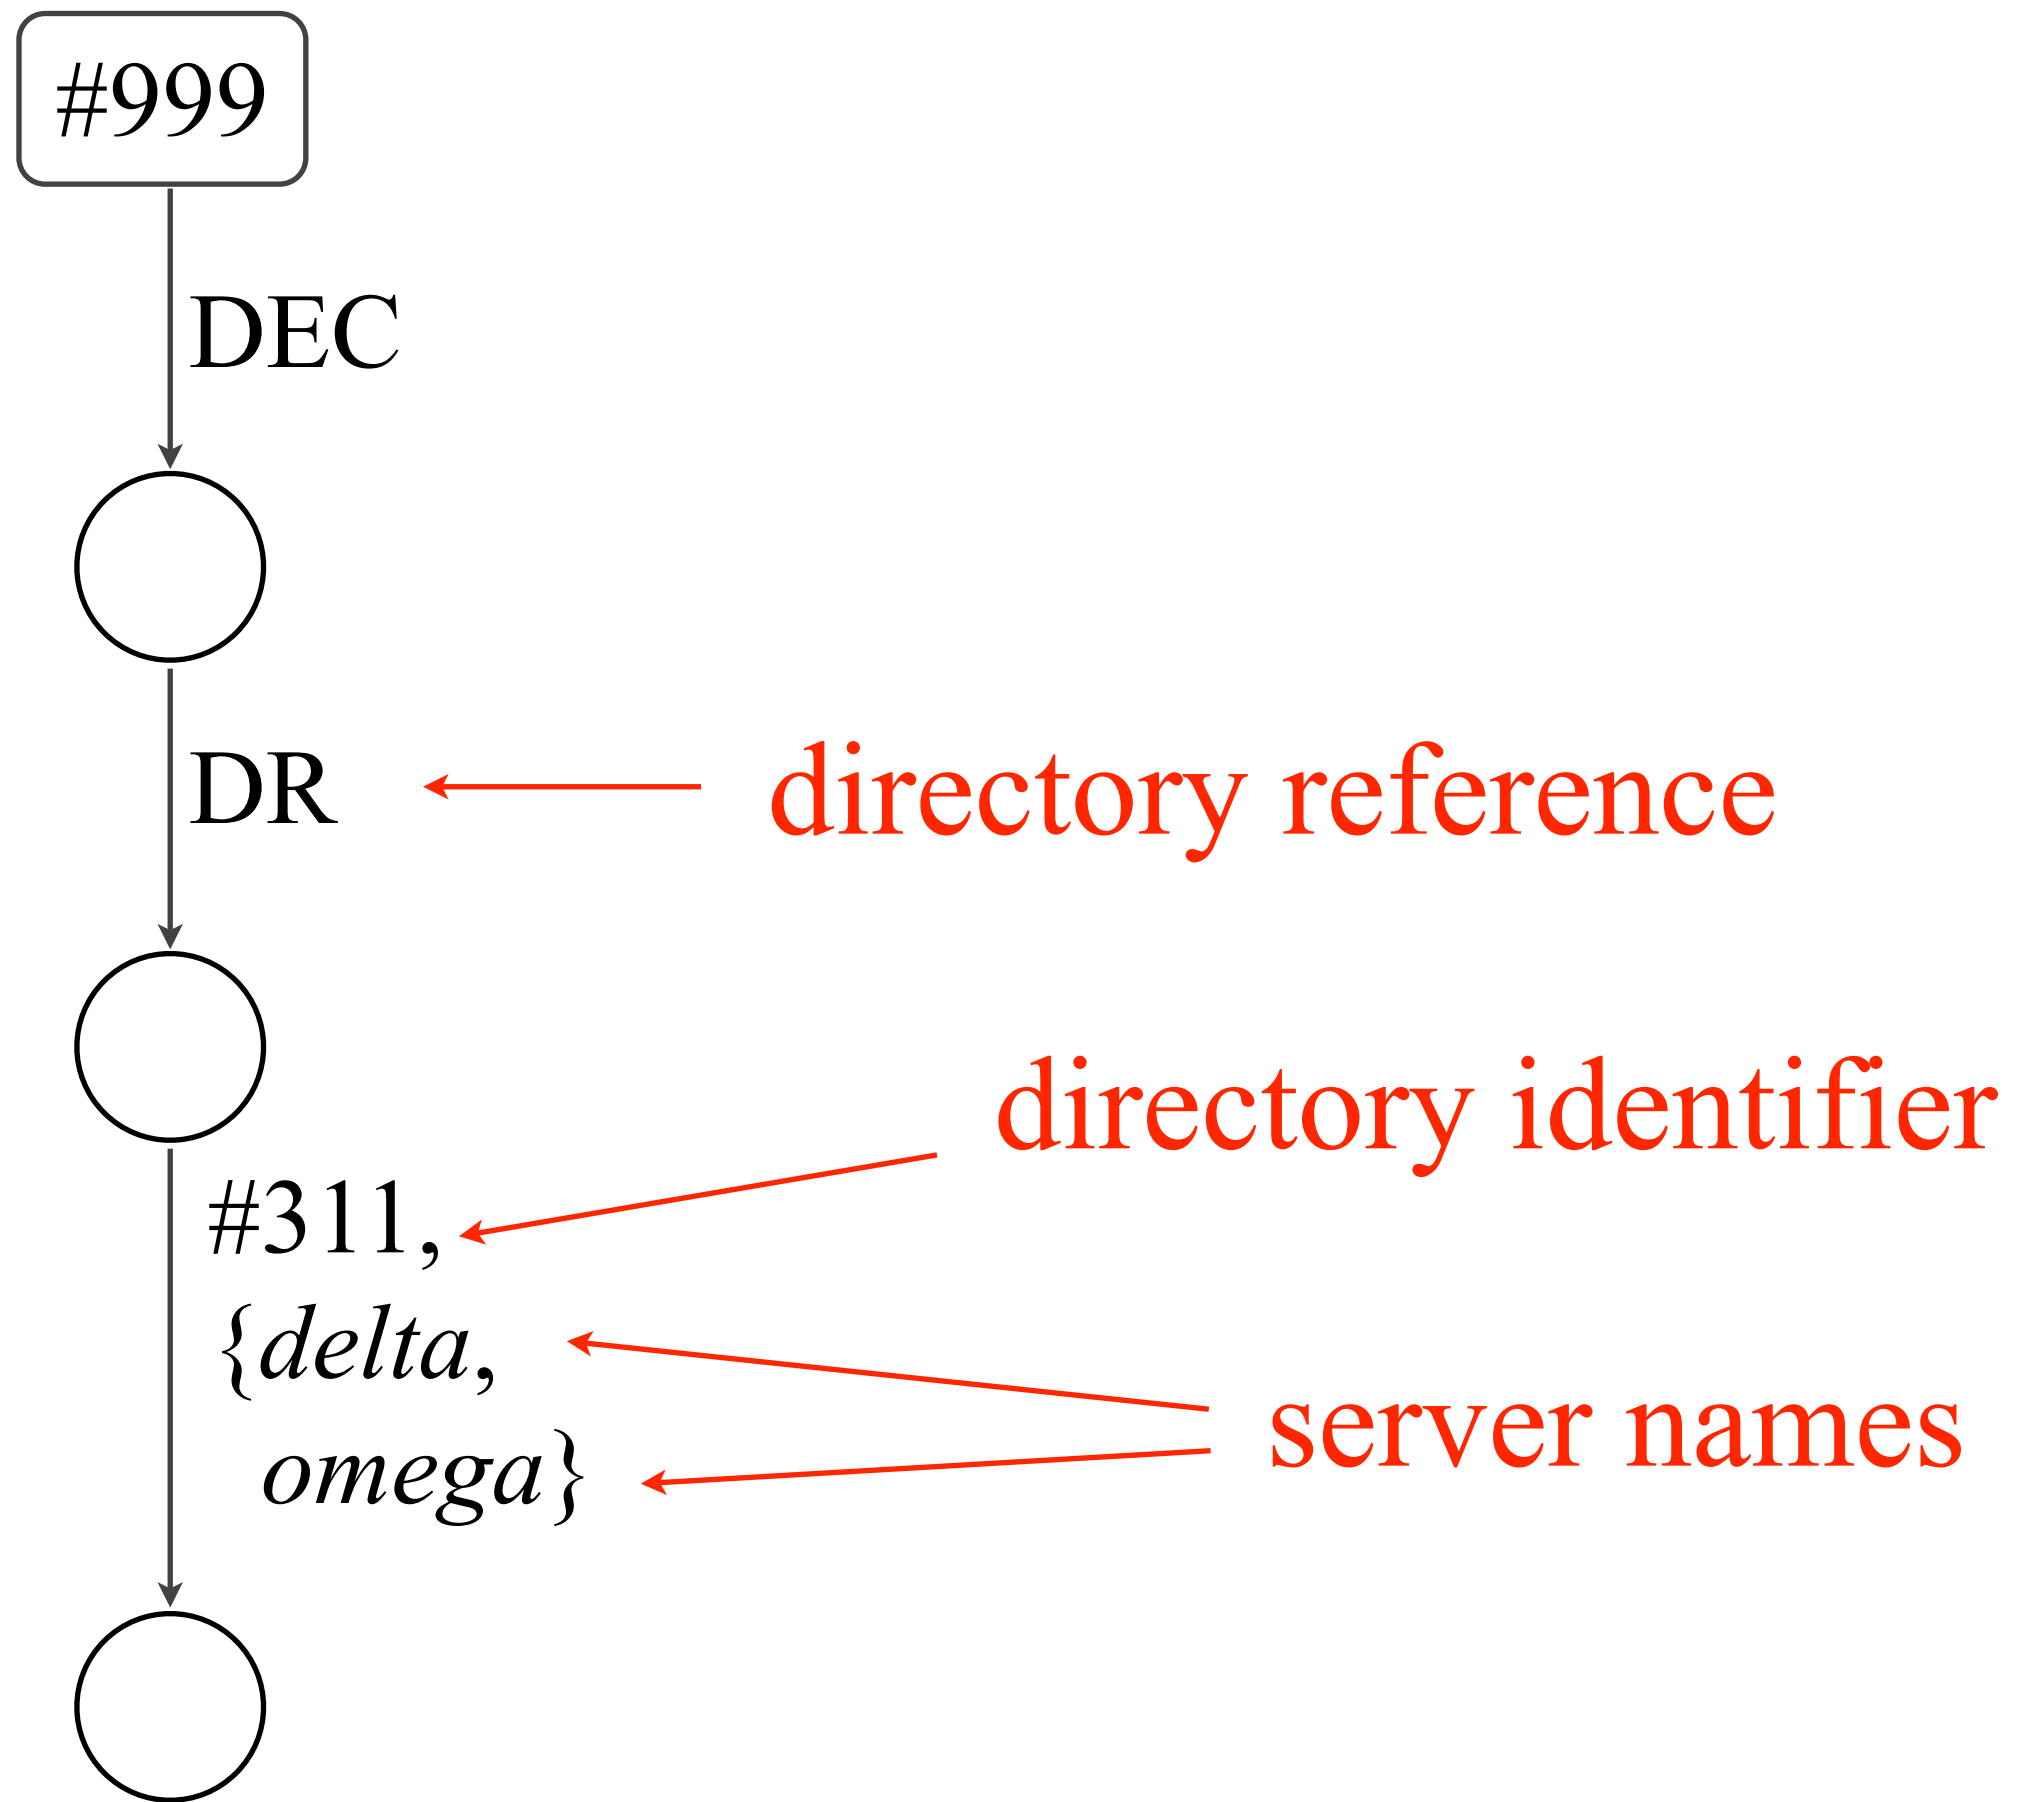 #999
DEC
DR
directory reference
directory identifier
#311,
{delta,
server names
omega}